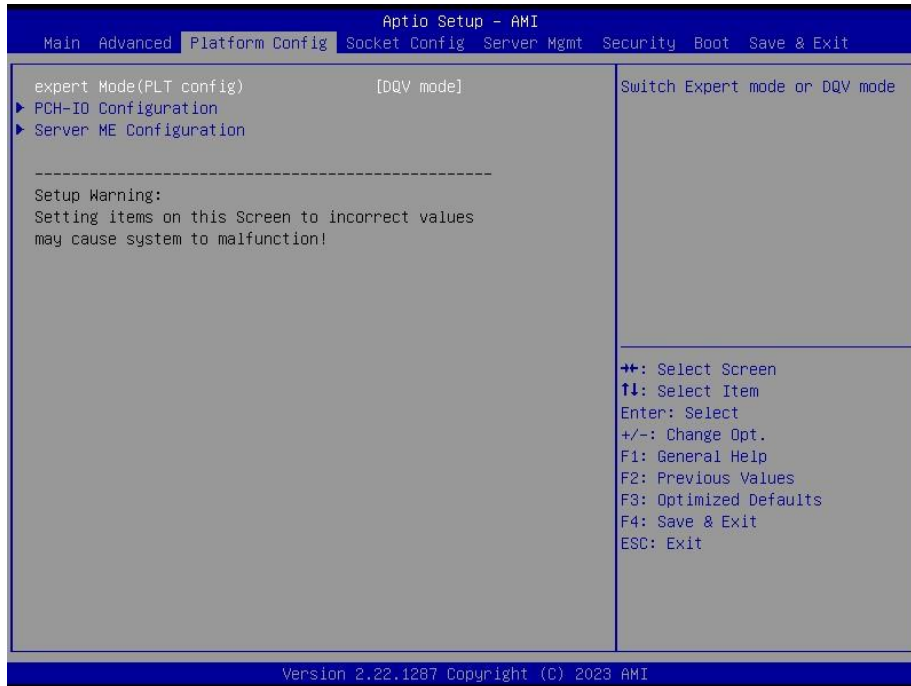 Aptio Setup – AMI
Main Advanced Platform Config Socket Config Server Mgmt Security Boot Save & Exit
expert Mode(PLT config) [DQV mode]
▶ PCH-IO Configuration
▶ Server ME Configuration
--------------------------------------------------
Setup Warning:
Setting items on this Screen to incorrect values
may cause system to malfunction!
Switch Expert mode or DQV mode
→←: Select Screen
↑↓: Select Item
Enter: Select
+/-: Change Opt.
F1: General Help
F2: Previous Values
F3: Optimized Defaults
F4: Save & Exit
ESC: Exit
Version 2.22.1287 Copyright (C) 2023 AMI